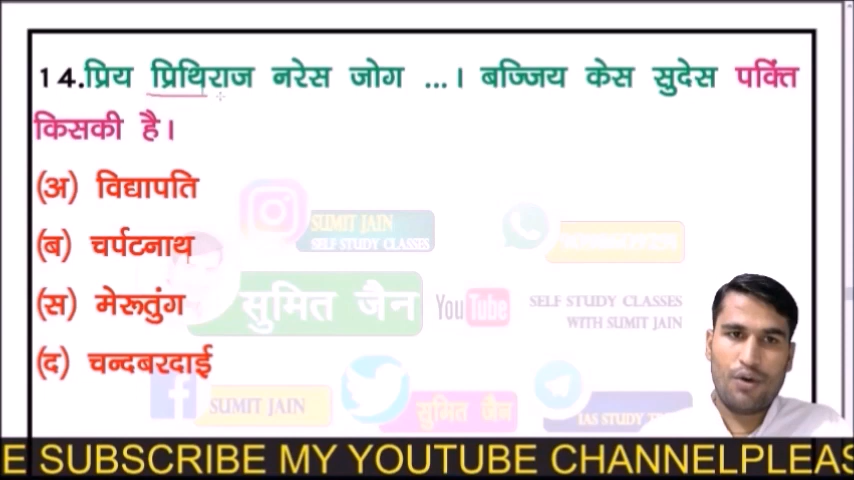 14.प्रिय प्रिथिराज नरेस जोग ...। बज्जिय केस सुदेस पक्तिं
किसकी है।
(अ) विद्यापति
(ब) चर्पटनाथ
(स) मेरूतुंग
(द) चन्दबरदाई
SUMIT JAIN
SELF STUDY CLASSES
सुमित जैन
YouTube
SELF STUDY CLASSES
WITH SUMIT JAIN
SUMIT JAIN
सुमित जैन
IAS STUDY
E SUBSCRIBE MY YOUTUBE CHANNELPLEAS